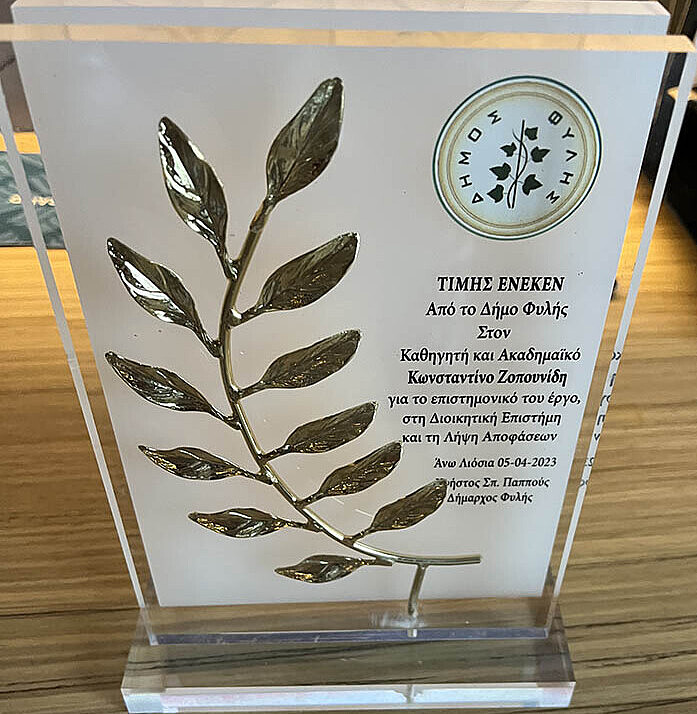 ΔΗΜΟΣ ΦΥΛΗΣ
ΤΙΜΗΣ ΕΝΕΚΕΝ
Από το Δήμο Φυλής
Στον
Καθηγητή και Ακαδημαϊκό
Κωνσταντίνο Ζοπουνίδη
για το επιστημονικό του έργο,
στη Διοικητική Επιστήμη
και τη Λήψη Αποφάσεων
Άνω Λιόσια 05-04-2023
Σπ. Παππούς
Δήμαρχος Φυλής